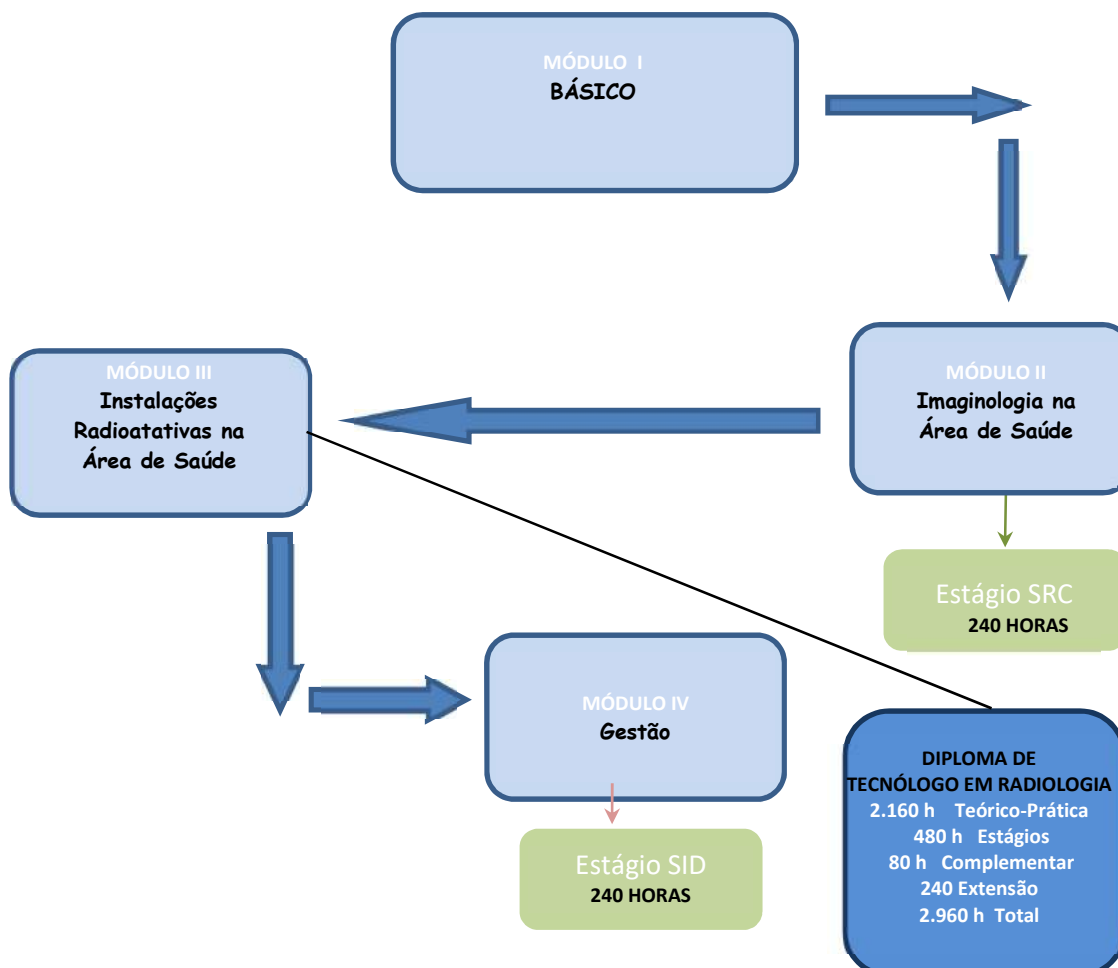 MÓDULO I
BÁSICO
MÓDULO III
Instalações
Radioatativas na
Área de Saúde
MÓDULO II
Imaginologia na
Área de Saúde
Estágio SRC
240 HORAS
MÓDULO IV
Gestão
Estágio SID
240 HORAS
DIPLOMA DE
TECNÓLOGO EM RADIOLOGIA
2.160 h Teórico-Prática
480 h Estágios
80 h Complementar
240 Extensão
2.960 h Total